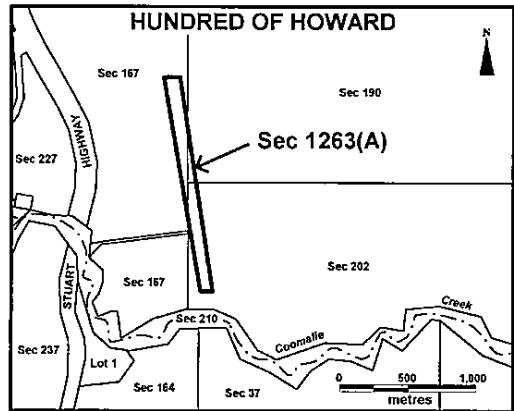 HUNDRED OF HOWARD
N
Sec 167
Sec 190
Sec 1263(A)
HIGHWAY
Sec 227
Sec 202
Sec 167
STUART
Sec 210
Coomalie Creek
Sec 237
Lot 1
Sec 164
Sec 37
0 500 1,000
metres